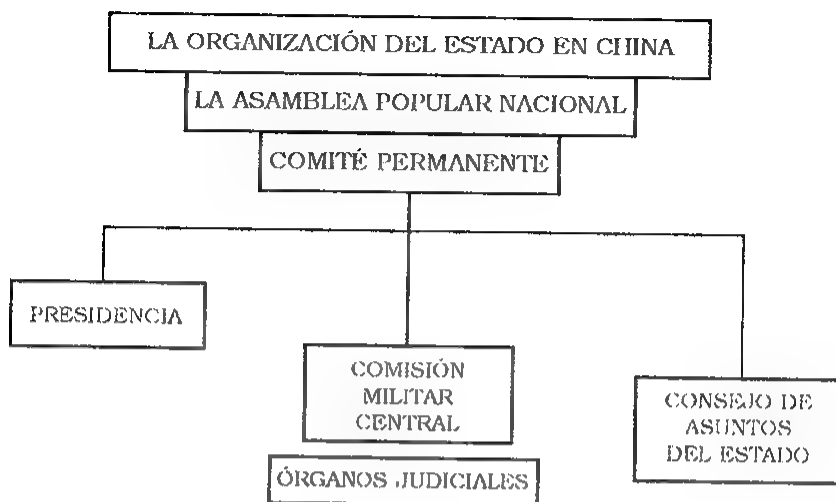 LA ORGANIZACIÓN DEL ESTADO EN CHINA
LA ASAMBLEA POPULAR NACIONAL
COMITÉ PERMANENTE
PRESIDENCIA
COMISIÓN
MILITAR
CENTRAL
CONSEJO DE
ASUNTOS
DEL ESTADO
ÓRGANOS JUDICIALES